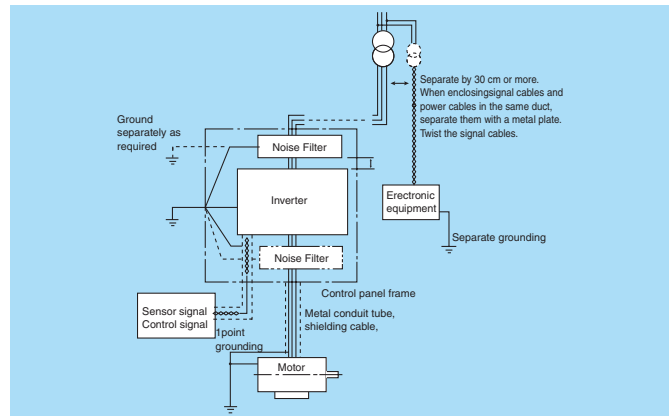 Separate by 30 cm or more.
When enclosingsignal cables and
power cables in the same duct,
separate them with a metal plate.
Twist the signal cables.
Ground
separately as
required
Noise Filter
Inverter
Erectronic
equipment
Separate grounding
Noise Filter
Control panel frame
Sensor signal
Control signal
Metal conduit tube,
shielding cable,
1point
grounding
Motor